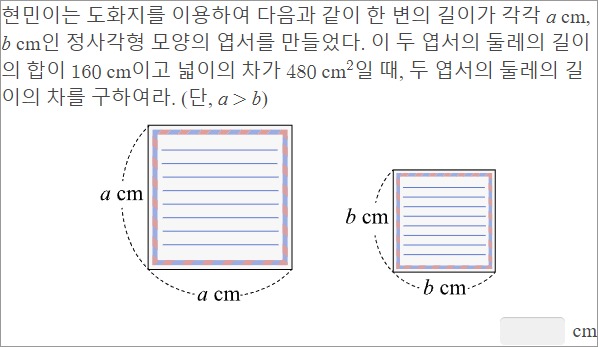 현민이는 도화지를 이용하여 다음과 같이 한 변의 길이가 각각 a cm,
b cm인 정사각형 모양의 엽서를 만들었다. 이 두 엽서의 둘레의 길이
의 합이 160 cm이고 넓이의 차가 480 cm²일 때, 두 엽서의 둘레의 길
이의 차를 구하여라. (단, a > b)
a cm
b cm
a cm
b cm
cm